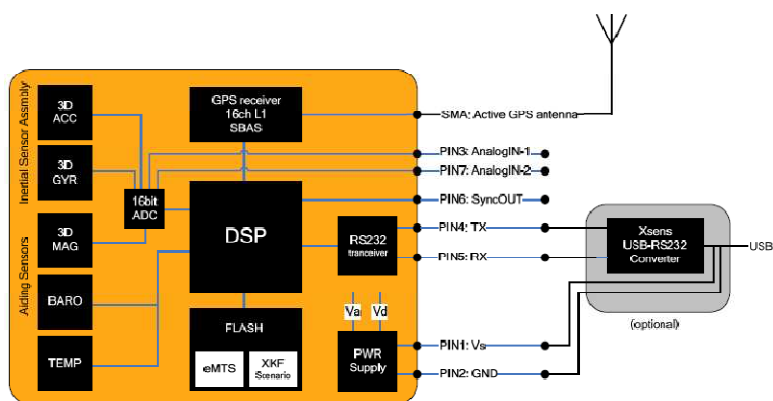 Inertial Sensor Assmbly
Aiding Sensors
3D
ACC
3D
GYR
3D
MAG
BARO
TEMP
16bit
ADC
GPS receiver
16ch L1
SBAS
DSP
FLASH
eMTS
XKF
Scenario
RS232
tranceiver
Va
Vd
PWR
Supply
SMA: Active GPS antenna
PIN3: AnalogIN-1
PIN7: AnalogIN-2
PIN6: SyncOUT
PIN4: TX
PIN5: RX
PIN1: Vs
PIN2: GND
Xsens
USB-RS232
Converter
USB
(optional)